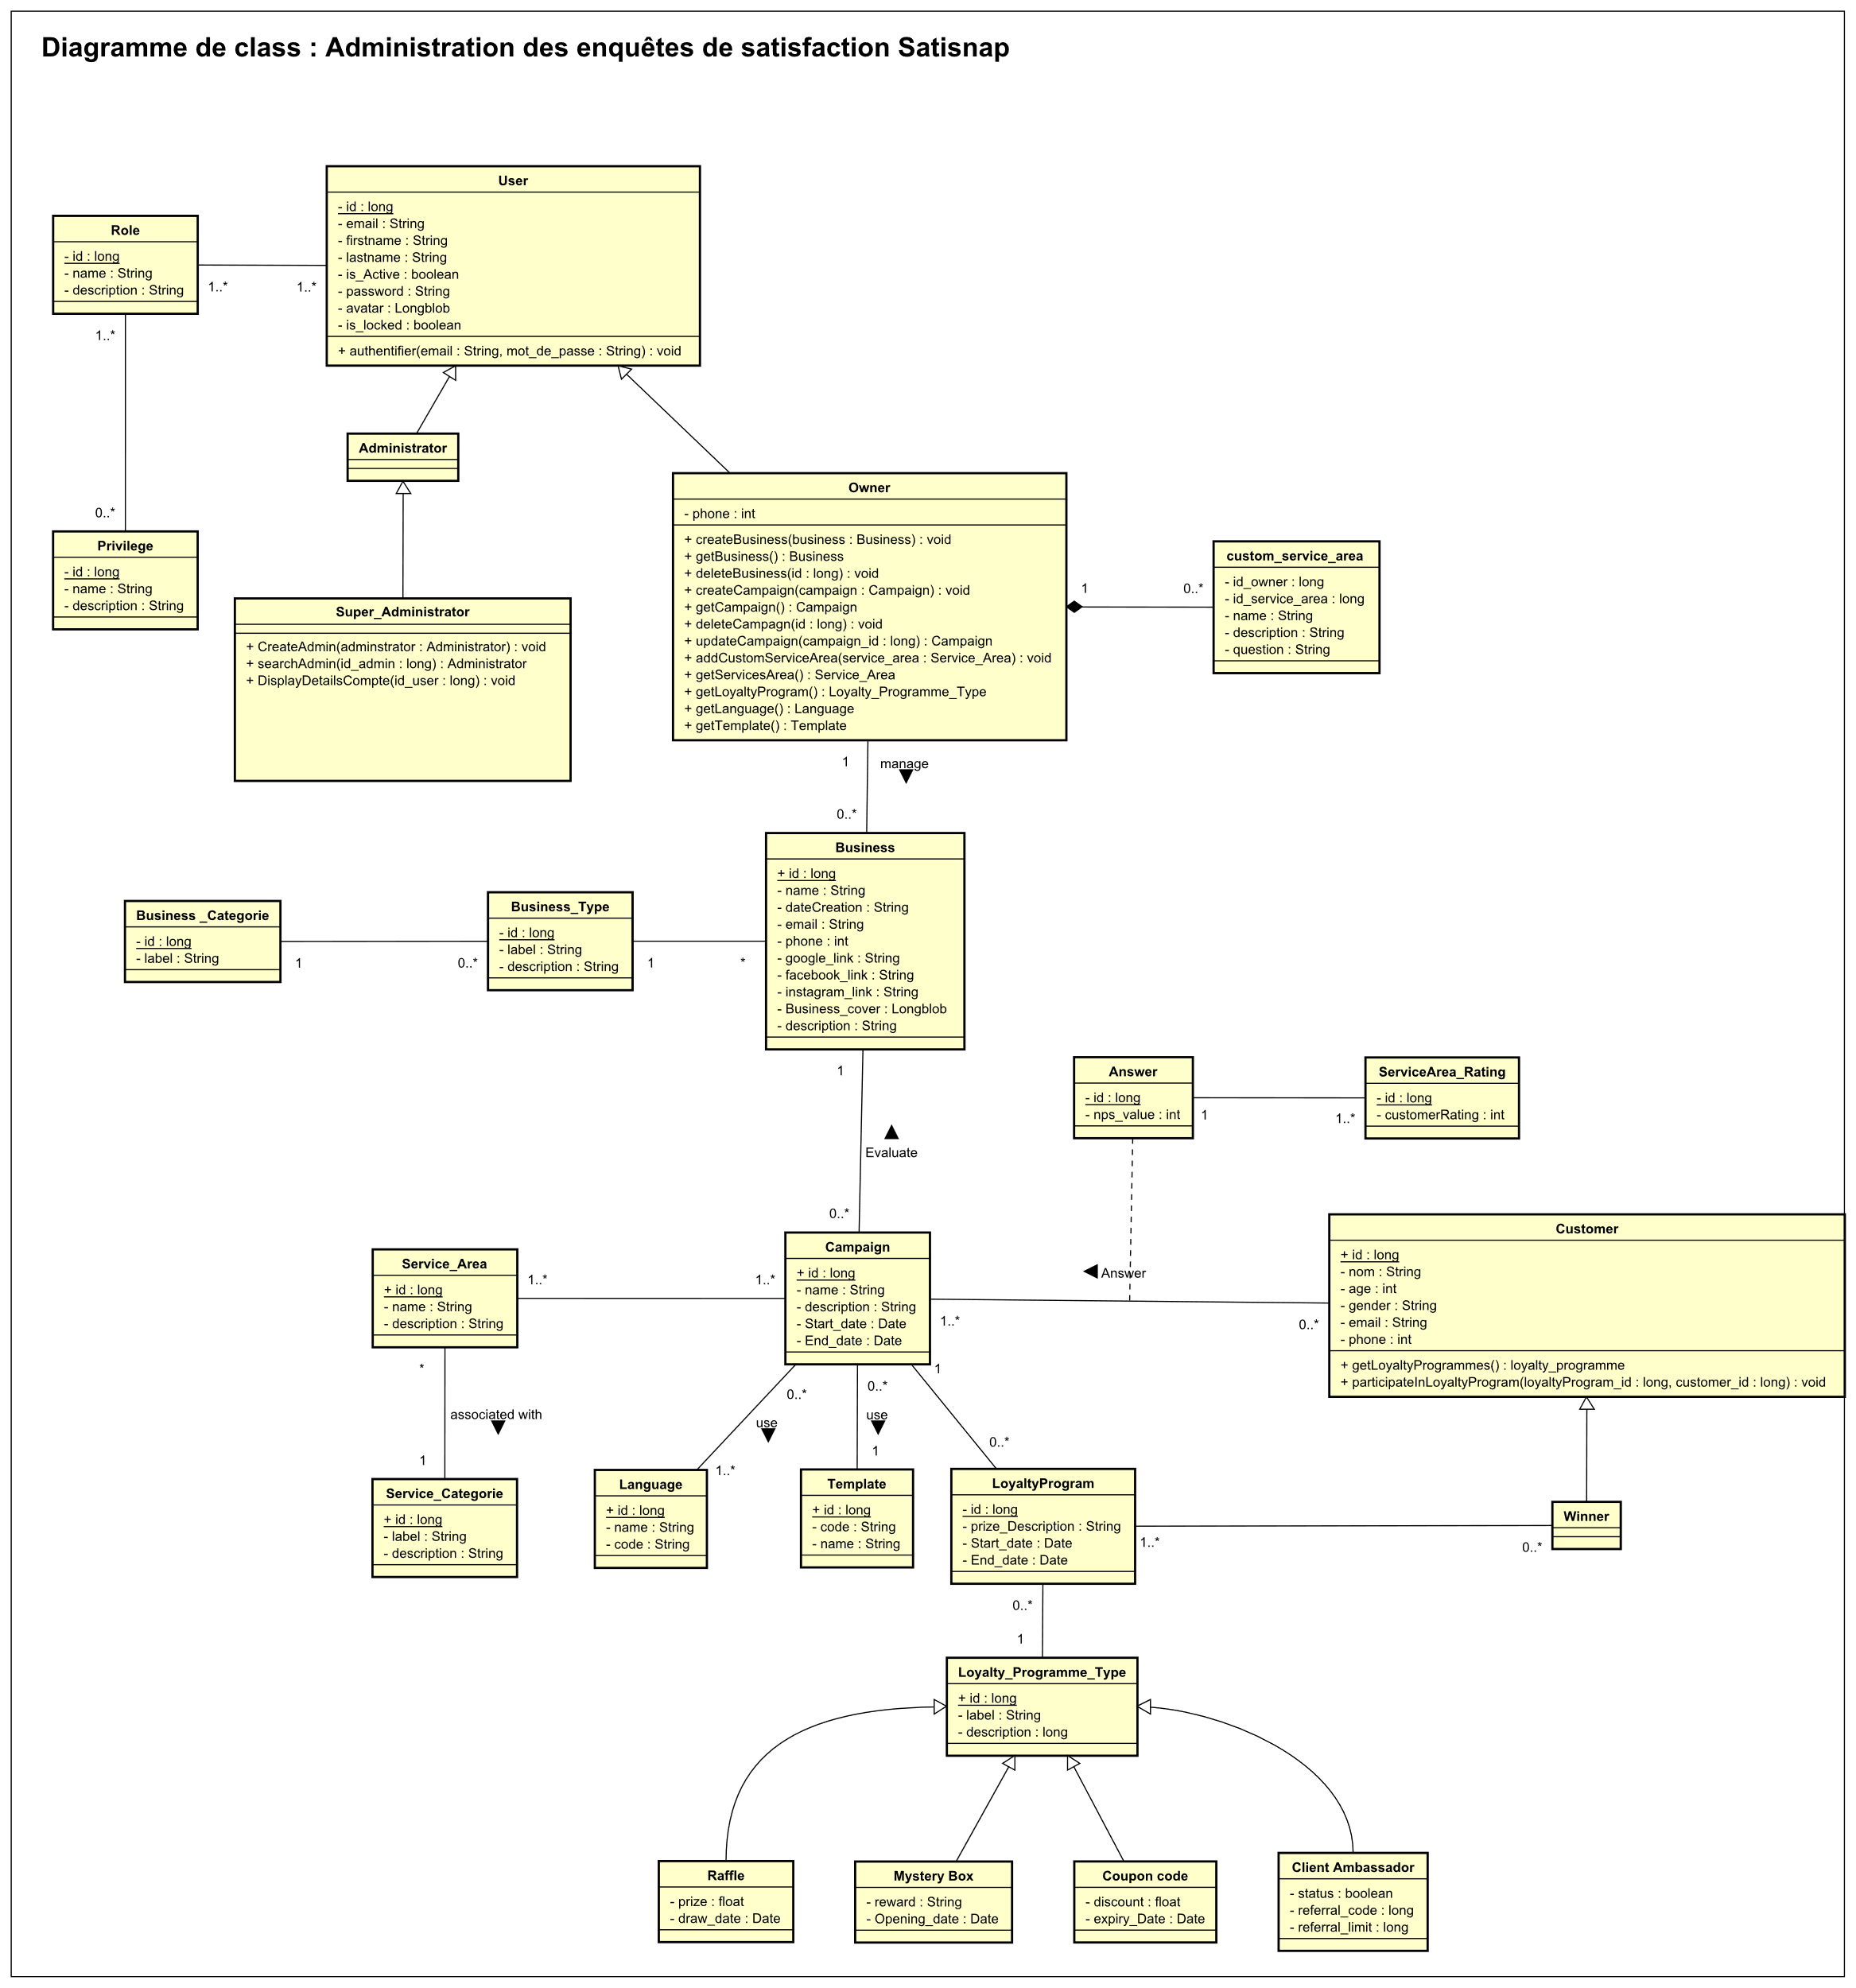 Diagramme de class : Administration des enquêtes de satisfaction Satisnap
User
- id : long
- email : String
- firstname : String
- lastname : String
- is_Active : boolean
- password : String
- avatar : Longblob
- is_locked : boolean
+ authentifier(email : String, mot_de_passe : String) : void
Role
- id : long
- name : String
- description : String
1..*
1..*
1..*
0..*
Privilege
- id : long
- name : String
- description : String
Administrator
Super_Administrator
+ CreateAdmin(adminstrator : Administrator) : void
+ searchAdmin(id_admin : long) : Administrator
+ DisplayDetailsCompte(id_user : long) : void
Owner
- phone : int
+ createBusiness(business : Business) : void
+ getBusiness() : Business
+ deleteBusiness(id : long) : void
+ createCampaign(campaign : Campaign) : void
+ getCampaign() : Campaign
+ deleteCampagn(id : long) : void
+ updateCampaign(campaign_id : long) : Campaign
+ addCustomServiceArea(service_area : Service_Area) : void
+ getServicesArea() : Service_Area
+ getLoyaltyProgram() : Loyalty_Programme_Type
+ getLanguage() : Language
+ getTemplate() : Template
1
0..*
custom_service_area
- id_owner : long
- id_service_area : long
- name : String
- description : String
- question : String
1
manage
0..*
Business
+ id : long
- name : String
- dateCreation : String
- email : String
- phone : int
- google_link : String
- facebook_link : String
- instagram_link : String
- Business_cover : Longblob
- description : String
Business _Categorie
- id : long
- label : String
1
0..*
Business_Type
- id : long
- label : String
- description : String
1
*
1
Evaluate
0..*
Answer
- id : long
- nps_value : int
1
1..*
ServiceArea_Rating
- id : long
- customerRating : int
Service_Area
+ id : long
- name : String
- description : String
1..*
1..*
Campaign
+ id : long
- name : String
- description : String
- Start_date : Date
- End_date : Date
Answer
1..*
0..*
Customer
+ id : long
- nom : String
- age : int
- gender : String
- email : String
- phone : int
+ getLoyaltyProgrammes() : loyalty_programme
+ participateInLoyaltyProgram(loyaltyProgram_id : long, customer_id : long) : void
*
associated with
1
Service_Categorie
+ id : long
- label : String
- description : String
0..*
use
1..*
0..*
use
1
1
0..*
Language
+ id : long
- name : String
- code : String
Template
+ id : long
- code : String
- name : String
LoyaltyProgram
- id : long
- prize_Description : String
- Start_date : Date
- End_date : Date
1..*
0..*
Winner
0..*
1
Loyalty_Programme_Type
+ id : long
- label : String
- description : long
Raffle
- prize : float
- draw_date : Date
Mystery Box
- reward : String
- Opening_date : Date
Coupon code
- discount : float
- expiry_Date : Date
Client Ambassador
- status : boolean
- referral_code : long
- referral_limit : long